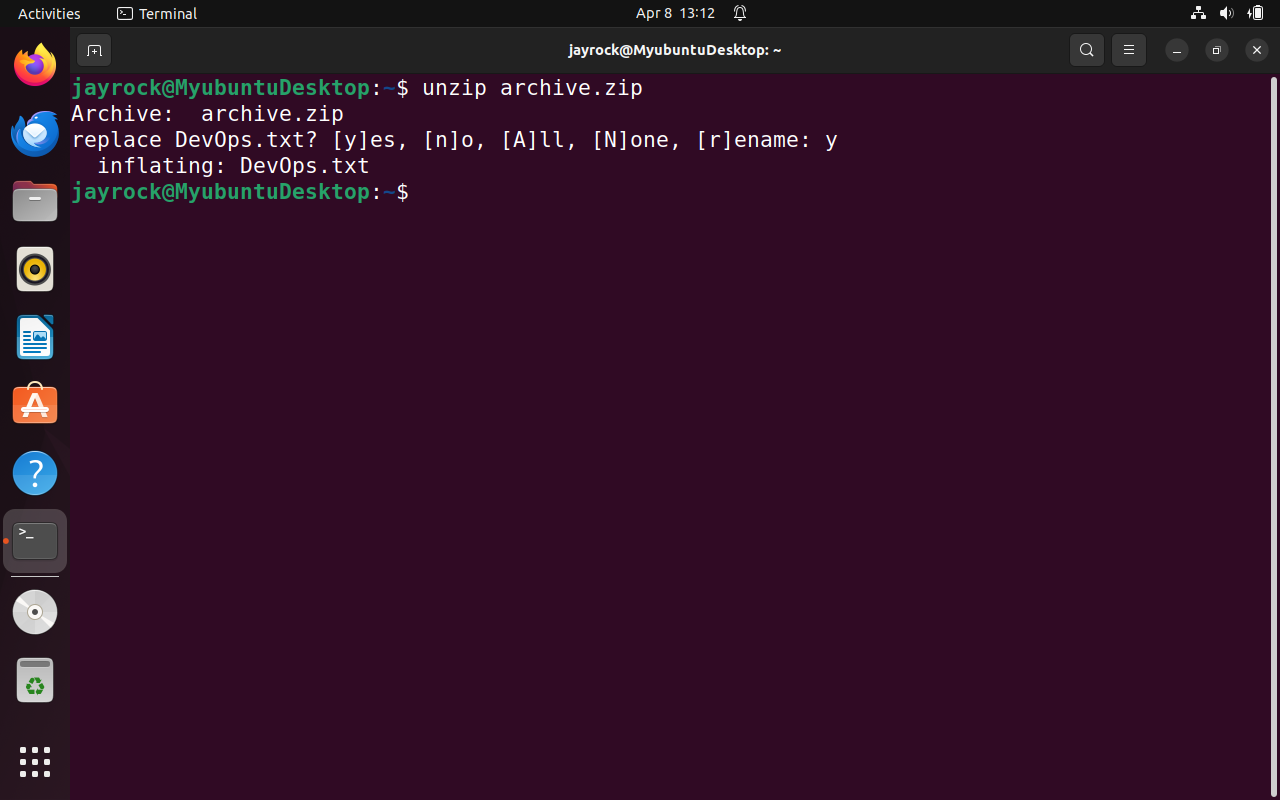 Activities Terminal Apr 8 13:12
jayrock@MyubuntuDesktop: ~
jayrock@MyubuntuDesktop:~$ unzip archive.zip
Archive:  archive.zip
replace DevOps.txt? [y]es, [n]o, [A]ll, [N]one, [r]ename: y
  inflating: DevOps.txt
jayrock@MyubuntuDesktop:~$